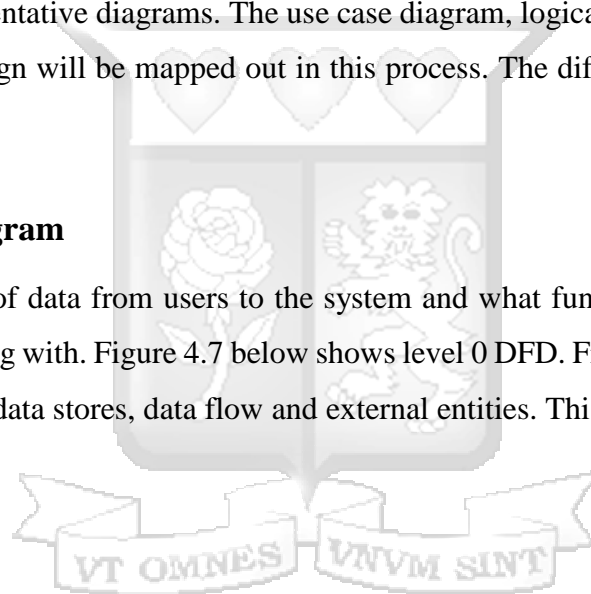 entative diagrams. The use case diagram, logica
gn will be mapped out in this process. The dif
gram
of data from users to the system and what fun
g with. Figure 4.7 below shows level 0 DFD. F
data stores, data flow and external entities. Thi
VT OMNES VNVM SINT